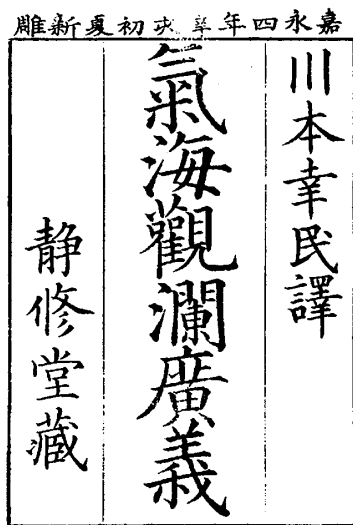 嘉永四年辛亥初夏新雕
川本幸民譯
氣海觀瀾廣義
静修堂藏